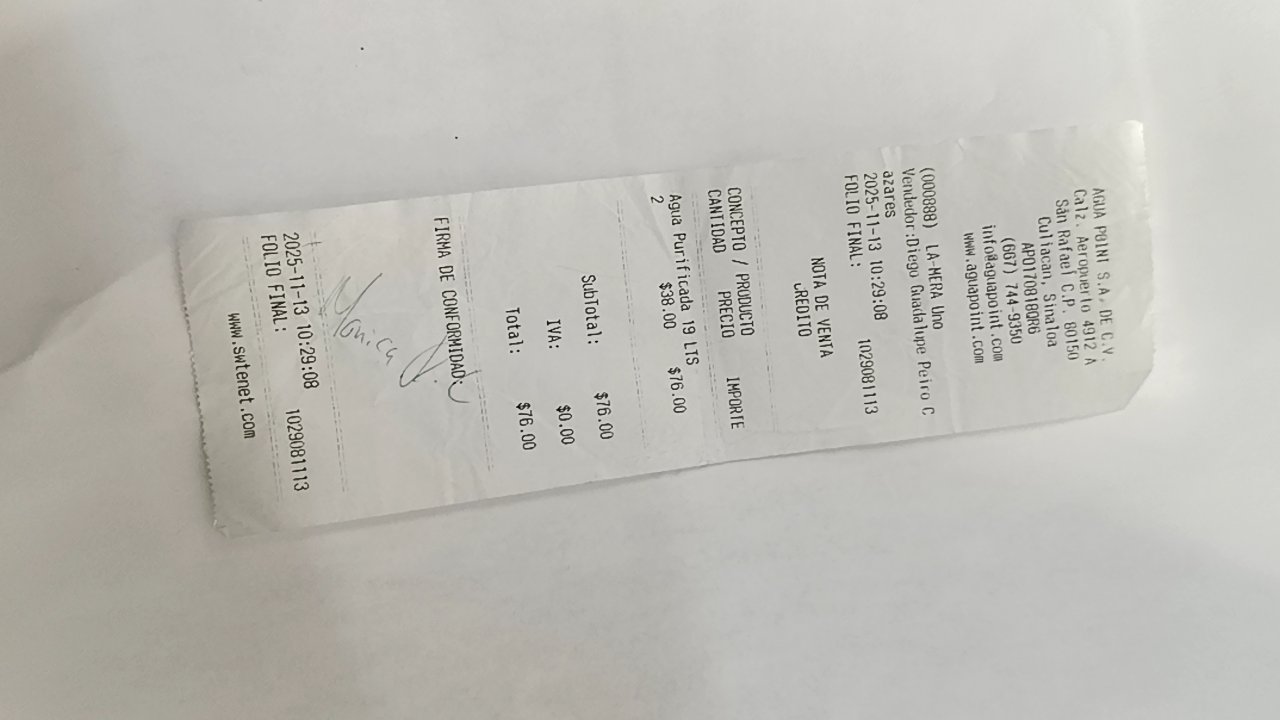 AGUA POINT S.A. DE C.V.
Calz. Aeropuerto 4912 A
San Rafael C.P. 80150
Culiacan, Sinaloa
APO170818QR6
(667) 744-9350
info@aguapoint.com
www.aguapoint.com
(000888) LA-MERA Uno
Vendedor:Diego Guadalupe Peiro C
azares
2025-11-13 10:29:08
FOLIO FINAL: 1029081113
NOTA DE VENTA
CREDITO
CONCEPTO / PRODUCTO
CANTIDAD PRECIO IMPORTE
Agua Purificada 19 LTS
2 $38.00 $76.00
SubTotal: $76.00
IVA: $0.00
Total: $76.00
FIRMA DE CONFORMIDAD:
Monica J.
2025-11-13 10:29:08
FOLIO FINAL: 1029081113
www.swtenet.com